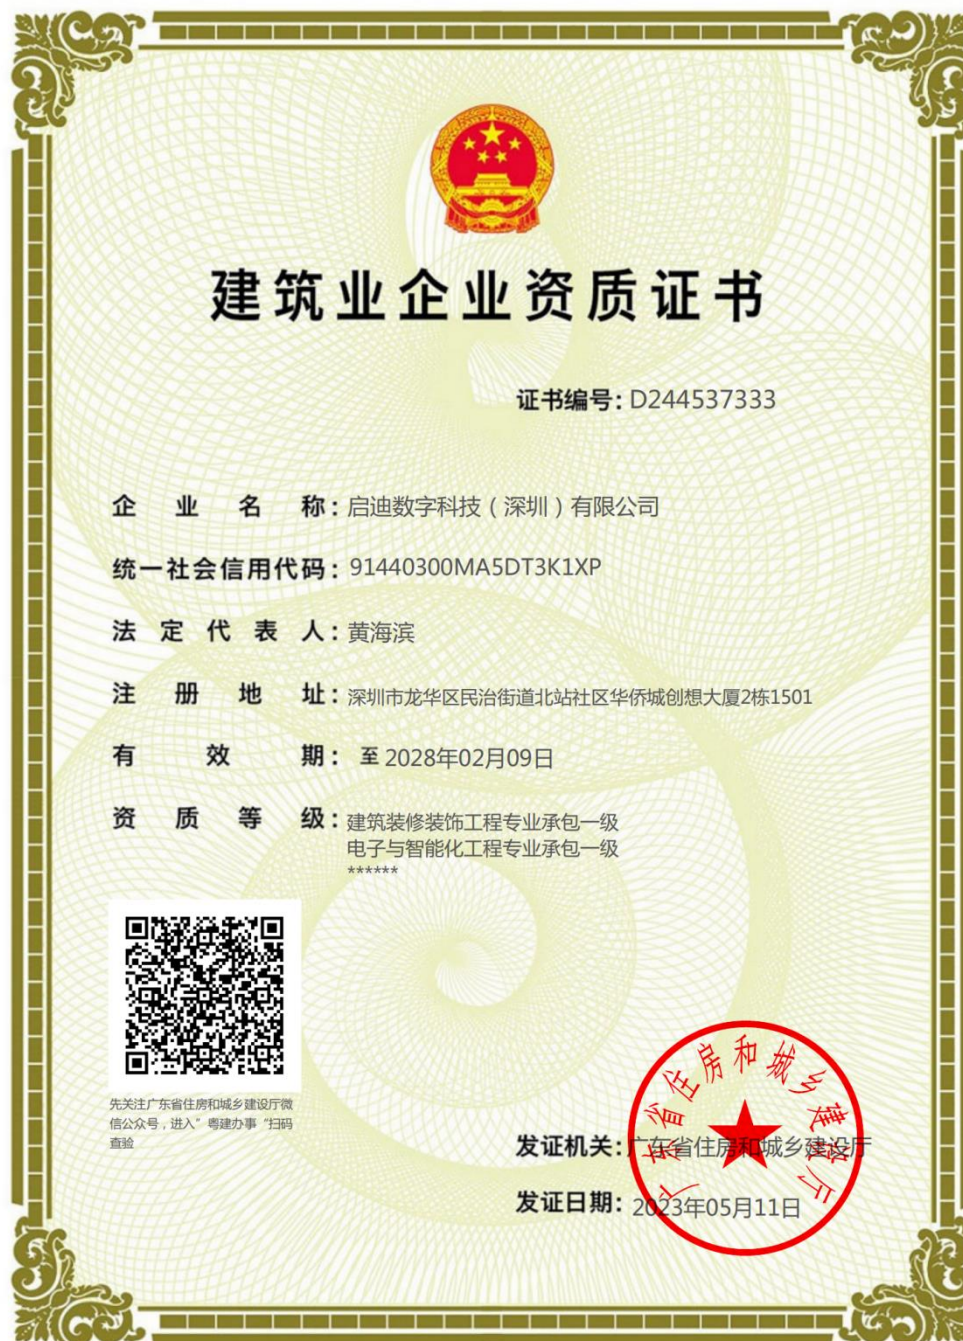 建筑业企业资质证书
证书编号: D244537333
企业名称: 启迪数字科技（深圳）有限公司
统一社会信用代码: 91440300MA5DT3K1XP
法定代表人: 黄海滨
注册地址: 深圳市龙华区民治街道北站社区华侨城创想大厦2栋1501
有效期: 至 2028年02月09日
资质等级: 建筑装修装饰工程专业承包一级
电子与智能化工程专业承包一级
******
先关注广东省住房和城乡建设厅微
信公众号，进入”粤建办事“扫码
查验
广东省住房和城乡建设厅
发证机关: 广东省住房和城乡建设厅
发证日期: 2023年05月11日